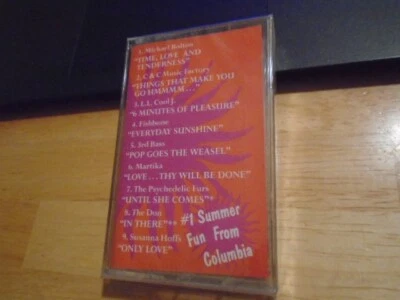 1. Michael Bolton
"TIME, LOVE AND
TENDERNESS"
2. C & C Music Factory
"THINGS THAT MAKE YOU
GO HMMMM..."
3. L.L. Cool J.
"6 MINUTES OF PLEASURE"
4. Fishbone
"EVERYDAY SUNSHINE"
5. 3rd Bass
"POP GOES THE WEASEL"
6. Martika
"LOVE...THY WILL BE DONE"
7. The Psychedelic Furs
"UNTIL SHE COMES"*
8. The Don
"IN THERE"**
9. Susanna Hoffs
"ONLY LOVE"
#1 Summer
Fun From
Columbia